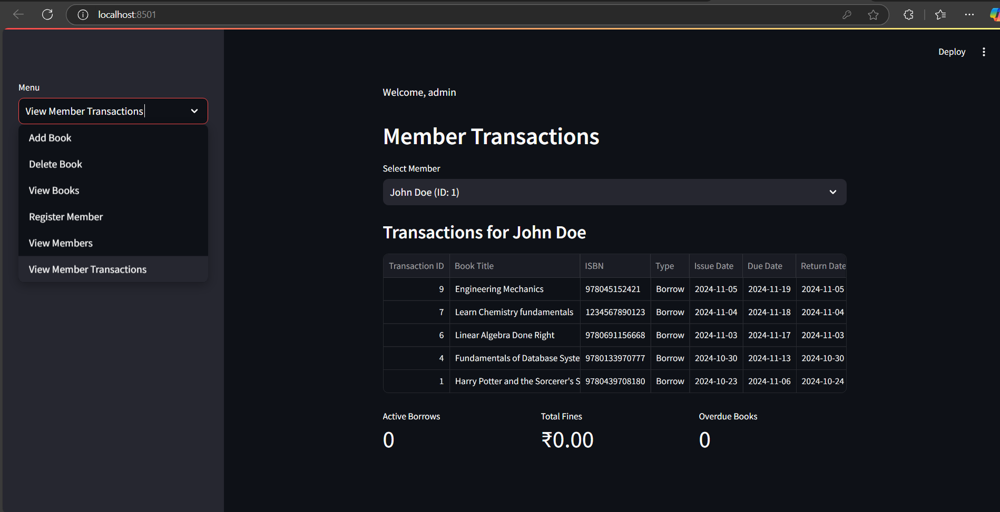 localhost:8501
Deploy
Menu
View Member Transactions
Add Book
Delete Book
View Books
Register Member
View Members
View Member Transactions
Welcome, admin
Member Transactions
Select Member
John Doe (ID: 1)
Transactions for John Doe
Transaction ID Book Title ISBN Type Issue Date Due Date Return Date
9 Engineering Mechanics 978045152421 Borrow 2024-11-05 2024-11-19 2024-11-05
7 Learn Chemistry fundamentals 1234567890123 Borrow 2024-11-04 2024-11-18 2024-11-04
6 Linear Algebra Done Right 9780691156668 Borrow 2024-11-03 2024-11-17 2024-11-03
4 Fundamentals of Database Syste 9780133970777 Borrow 2024-10-30 2024-11-13 2024-10-30
1 Harry Potter and the Sorcerer's S 9780439708180 Borrow 2024-10-23 2024-11-06 2024-10-24
Active Borrows Total Fines Overdue Books
0 ₹0.00 0